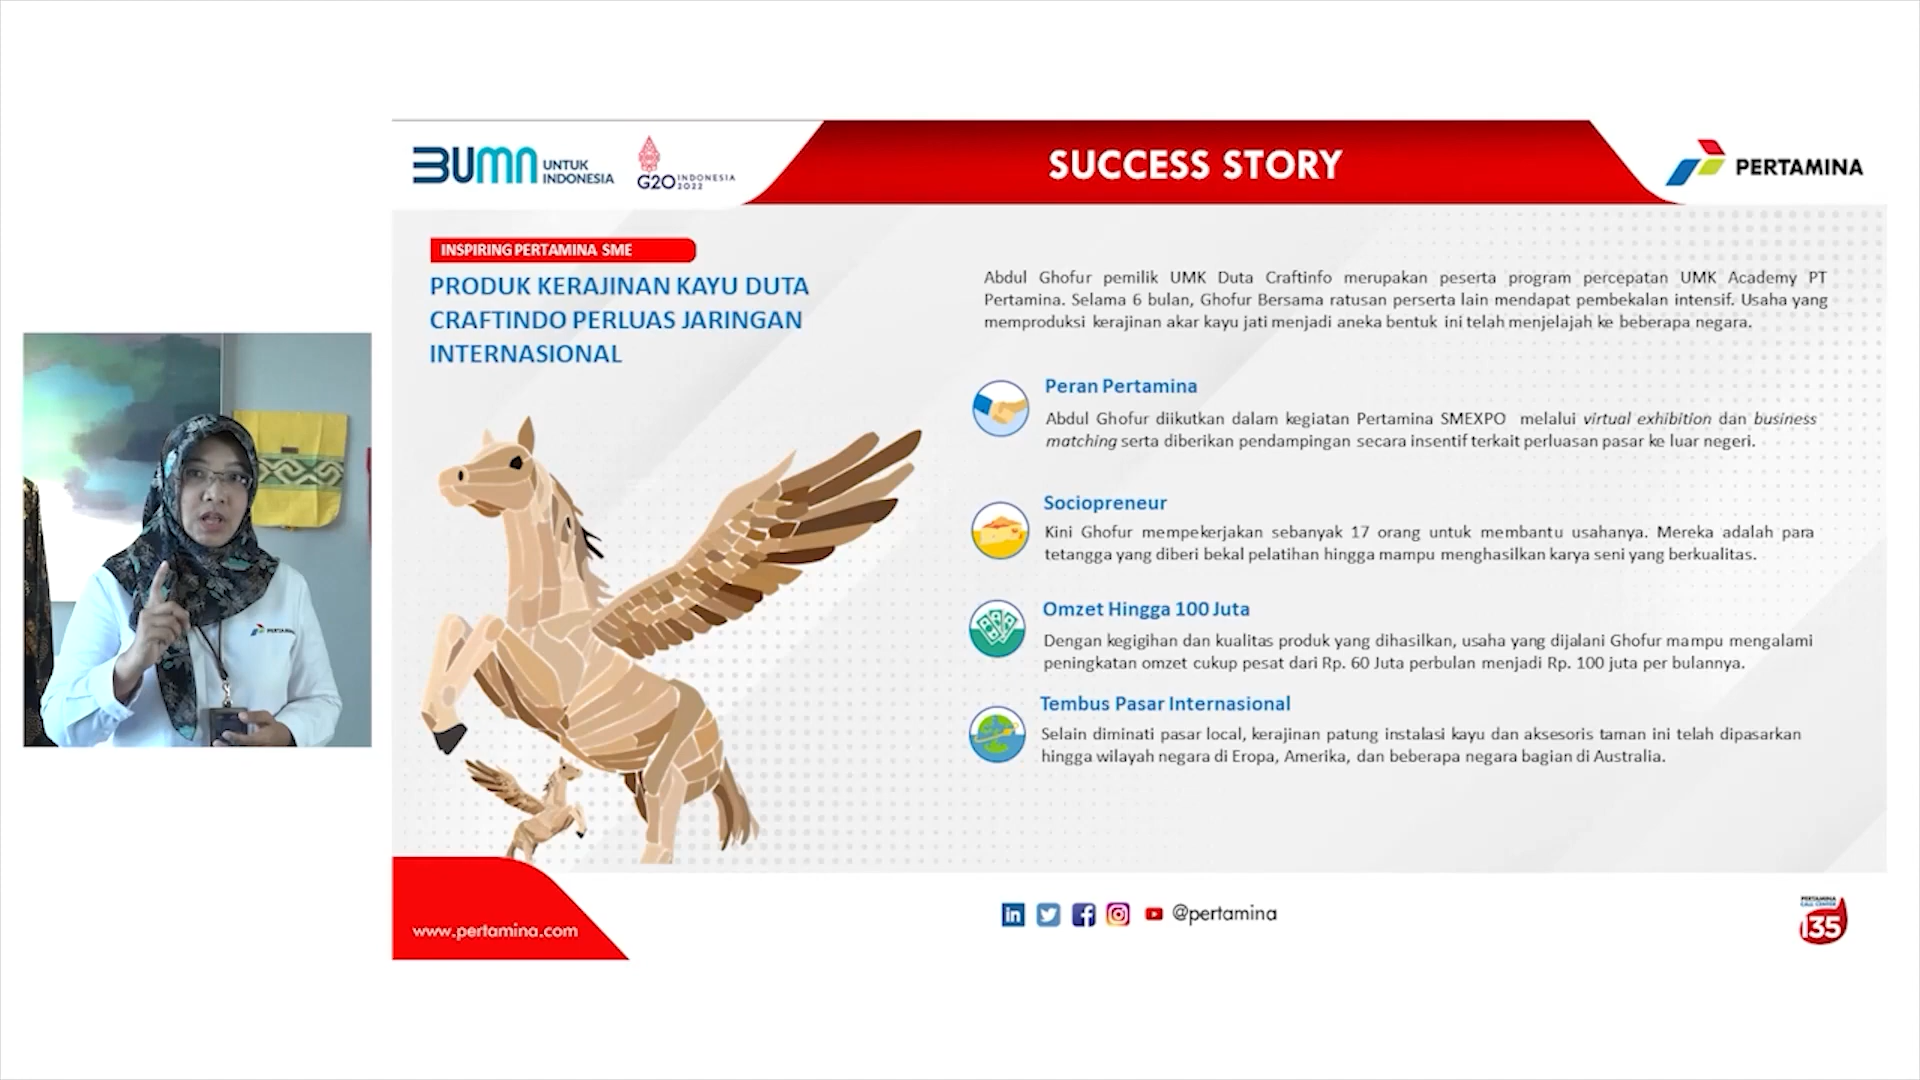 BUMN UNTUK
INDONESIA
G20 INDONESIA
2022
SUCCESS STORY
PERTAMINA
INSPIRING PERTAMINA SME
PRODUK KERAJINAN KAYU DUTA
CRAFTINDO PERLUAS JARINGAN
INTERNASIONAL
Abdul Ghofur pemilik UMK Duta Craftinfo merupakan peserta program percepatan UMK Academy PT
Pertamina. Selama 6 bulan, Ghofur Bersama ratusan perserta lain mendapat pembekalan intensif. Usaha yang
memproduksi kerajinan akar kayu jati menjadi aneka bentuk ini telah menjelajah ke beberapa negara.
Peran Pertamina
Abdul Ghofur diikutkan dalam kegiatan Pertamina SMEXPO melalui virtual exhibition dan business
matching serta diberikan pendampingan secara insentif terkait perluasan pasar ke luar negeri.
Sociopreneur
Kini Ghofur mempekerjakan sebanyak 17 orang untuk membantu usahanya. Mereka adalah para
tetangga yang diberi bekal pelatihan hingga mampu menghasilkan karya seni yang berkualitas.
Omzet Hingga 100 Juta
Dengan kegigihan dan kualitas produk yang dihasilkan, usaha yang dijalani Ghofur mampu mengalami
peningkatan omzet cukup pesat dari Rp. 60 Juta perbulan menjadi Rp. 100 juta per bulannya.
Tembus Pasar Internasional
Selain diminati pasar local, kerajinan patung instalasi kayu dan aksesoris taman ini telah dipasarkan
hingga wilayah negara di Eropa, Amerika, dan beberapa negara bagian di Australia.
PERTAMINA
www.pertamina.com
@pertamina
PERTAMINA
CALL CENTER
135